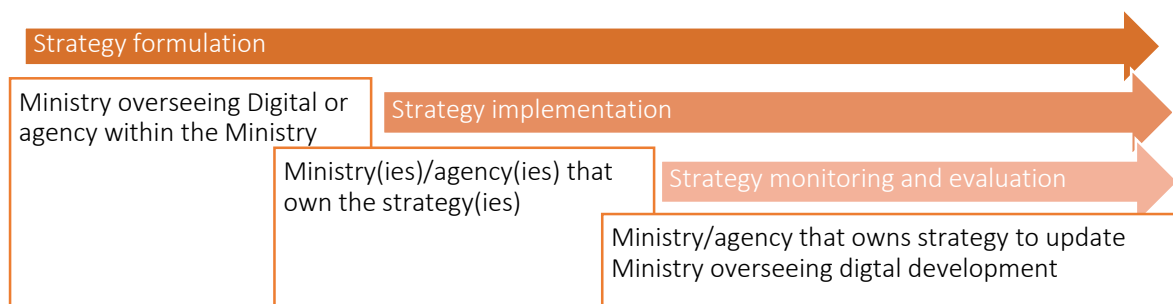 Strategy formulation
Ministry overseeing Digital or
agency within the Ministry
Strategy implementation
Ministry(ies)/agency(ies) that
own the strategy(ies)
Strategy monitoring and evaluation
Ministry/agency that owns strategy to update
Ministry overseeing digtal development